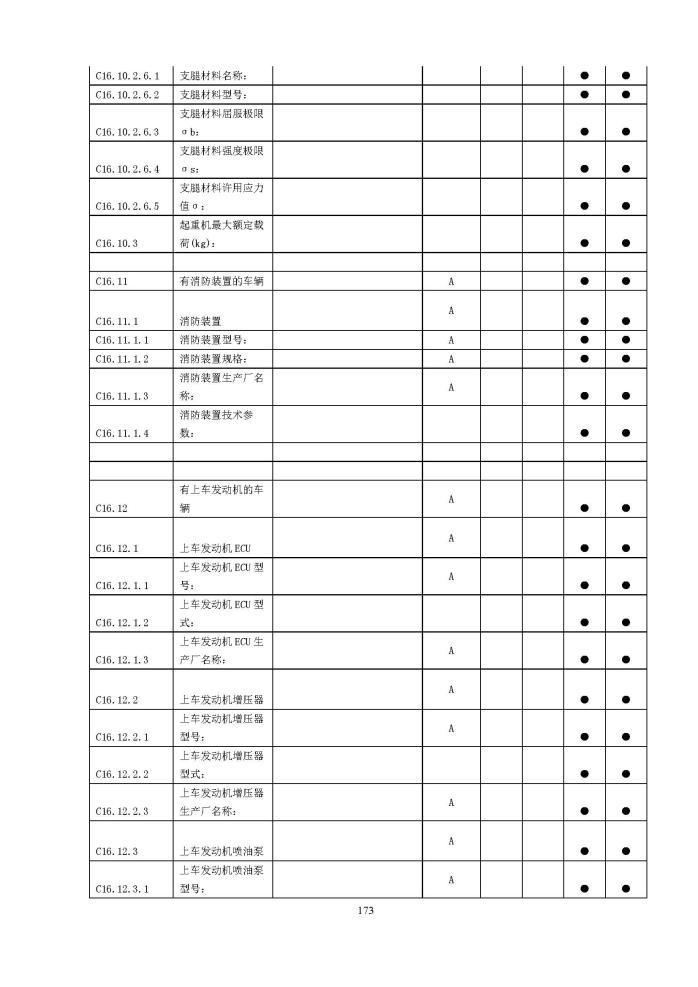 C16.10.2.6.1 支腿材料名称: ● ●
C16.10.2.6.2 支腿材料型号: ● ●
支腿材料屈服极限
C16.10.2.6.3 σb: ● ●
支腿材料强度极限
C16.10.2.6.4 σs: ● ●
支腿材料许用应力
C16.10.2.6.5 值σ: ● ●
起重机最大额定载
C16.10.3 荷(kg): ● ●
C16.11 有消防装置的车辆 A ● ●
C16.11.1 消防装置 A ● ●
C16.11.1.1 消防装置型号: A ● ●
C16.11.1.2 消防装置规格: A ● ●
消防装置生产厂名
C16.11.1.3 称: A ● ●
消防装置技术参
C16.11.1.4 数: ● ●
有上车发动机的车
C16.12 辆 A ● ●
C16.12.1 上车发动机ECU A ● ●
上车发动机ECU型
C16.12.1.1 号: A ● ●
上车发动机ECU型
C16.12.1.2 式: ● ●
上车发动机ECU生
C16.12.1.3 产厂名称: A ● ●
C16.12.2 上车发动机增压器 A ● ●
上车发动机增压器
C16.12.2.1 型号: A ● ●
上车发动机增压器
C16.12.2.2 型式: ● ●
上车发动机增压器
C16.12.2.3 生产厂名称: A ● ●
C16.12.3 上车发动机喷油泵 A ● ●
上车发动机喷油泵
C16.12.3.1 型号: A ● ●
173